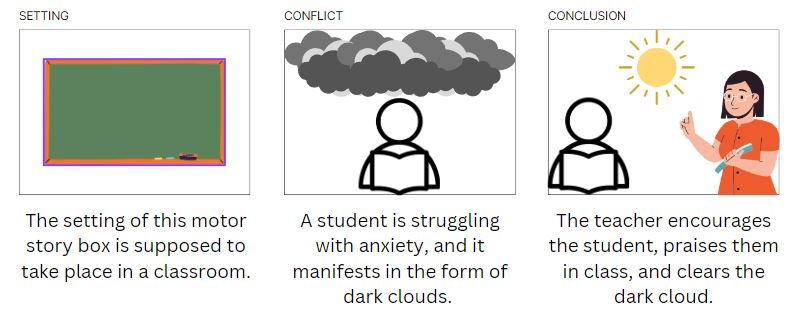 SETTING
The setting of this motor
story box is supposed to
take place in a classroom.
CONFLICT
A student is struggling
with anxiety, and it
manifests in the form of
dark clouds.
CONCLUSION
The teacher encourages
the student, praises them
in class, and clears the
dark cloud.